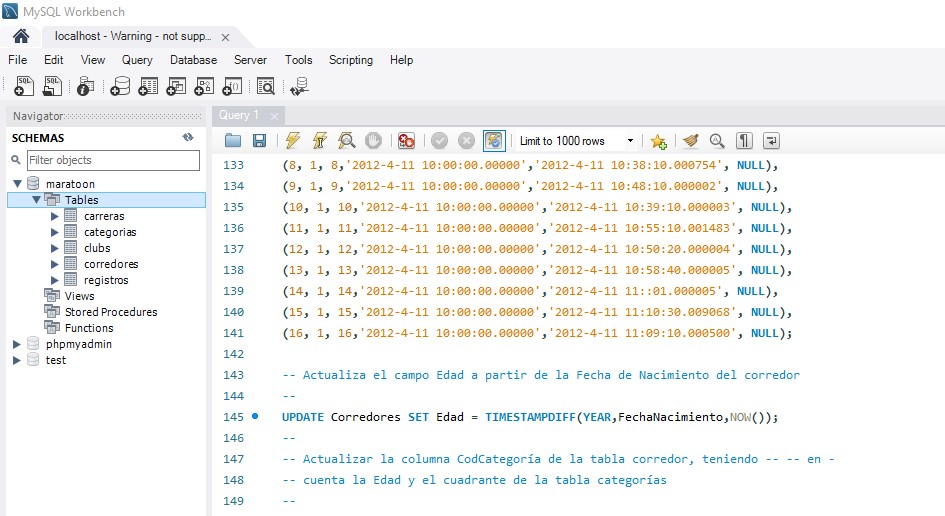 MySQL Workbench
localhost - Warning - not supp...
File Edit View Query Database Server Tools Scripting Help
Navigator
SCHEMAS
Filter objects
maratoon
Tables
carreras
categorias
clubs
corredores
registros
Views
Stored Procedures
Functions
phpmyadmin
test
Query 1
Limit to 1000 rows
133 (8, 1, 8,'2012-4-11 10:00:00.00000','2012-4-11 10:38:10.000754', NULL),
134 (9, 1, 9,'2012-4-11 10:00:00.00000','2012-4-11 10:48:10.000002', NULL),
135 (10, 1, 10,'2012-4-11 10:00:00.00000','2012-4-11 10:39:10.000003', NULL),
136 (11, 1, 11,'2012-4-11 10:00:00.00000','2012-4-11 10:55:10.001483', NULL),
137 (12, 1, 12,'2012-4-11 10:00:00.00000','2012-4-11 10:50:20.000004', NULL),
138 (13, 1, 13,'2012-4-11 10:00:00.00000','2012-4-11 10:58:40.000005', NULL),
139 (14, 1, 14,'2012-4-11 10:00:00.00000','2012-4-11 11::01.000005', NULL),
140 (15, 1, 15,'2012-4-11 10:00:00.00000','2012-4-11 11:10:30.009068', NULL),
141 (16, 1, 16,'2012-4-11 10:00:00.00000','2012-4-11 11:09:10.000500', NULL);
142
143 -- Actualiza el campo Edad a partir de la Fecha de Nacimiento del corredor
144 --
145 UPDATE Corredores SET Edad = TIMESTAMPDIFF(YEAR,FechaNacimiento,NOW());
146 --
147 -- Actualizar la columna CodCategoría de la tabla corredor, teniendo -- -- en -
148 -- cuenta la Edad y el cuadrante de la tabla categorías
149 --